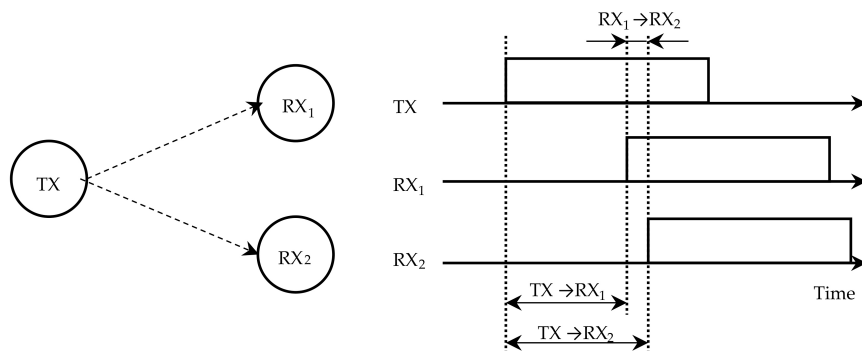 TX
RX₁
RX₂
RX₁→RX₂
TX
RX₁
RX₂
Time
TX →RX₁
TX →RX₂